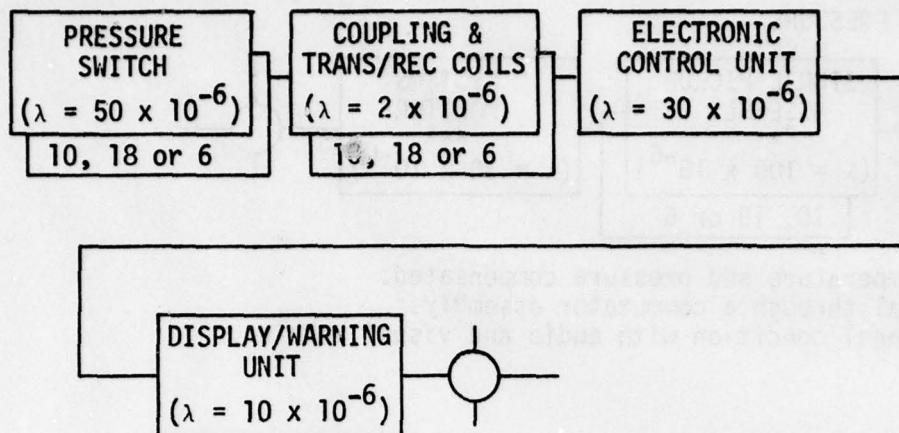 PRESSURE
SWITCH
(λ = 50 x 10⁻⁶)
10, 18 or 6
COUPLING &
TRANS/REC COILS
(λ = 2 x 10⁻⁶)
10, 18 or 6
ELECTRONIC
CONTROL UNIT
(λ = 30 x 10⁻⁶)
DISPLAY/WARNING
UNIT
(λ = 10 x 10⁻⁶)